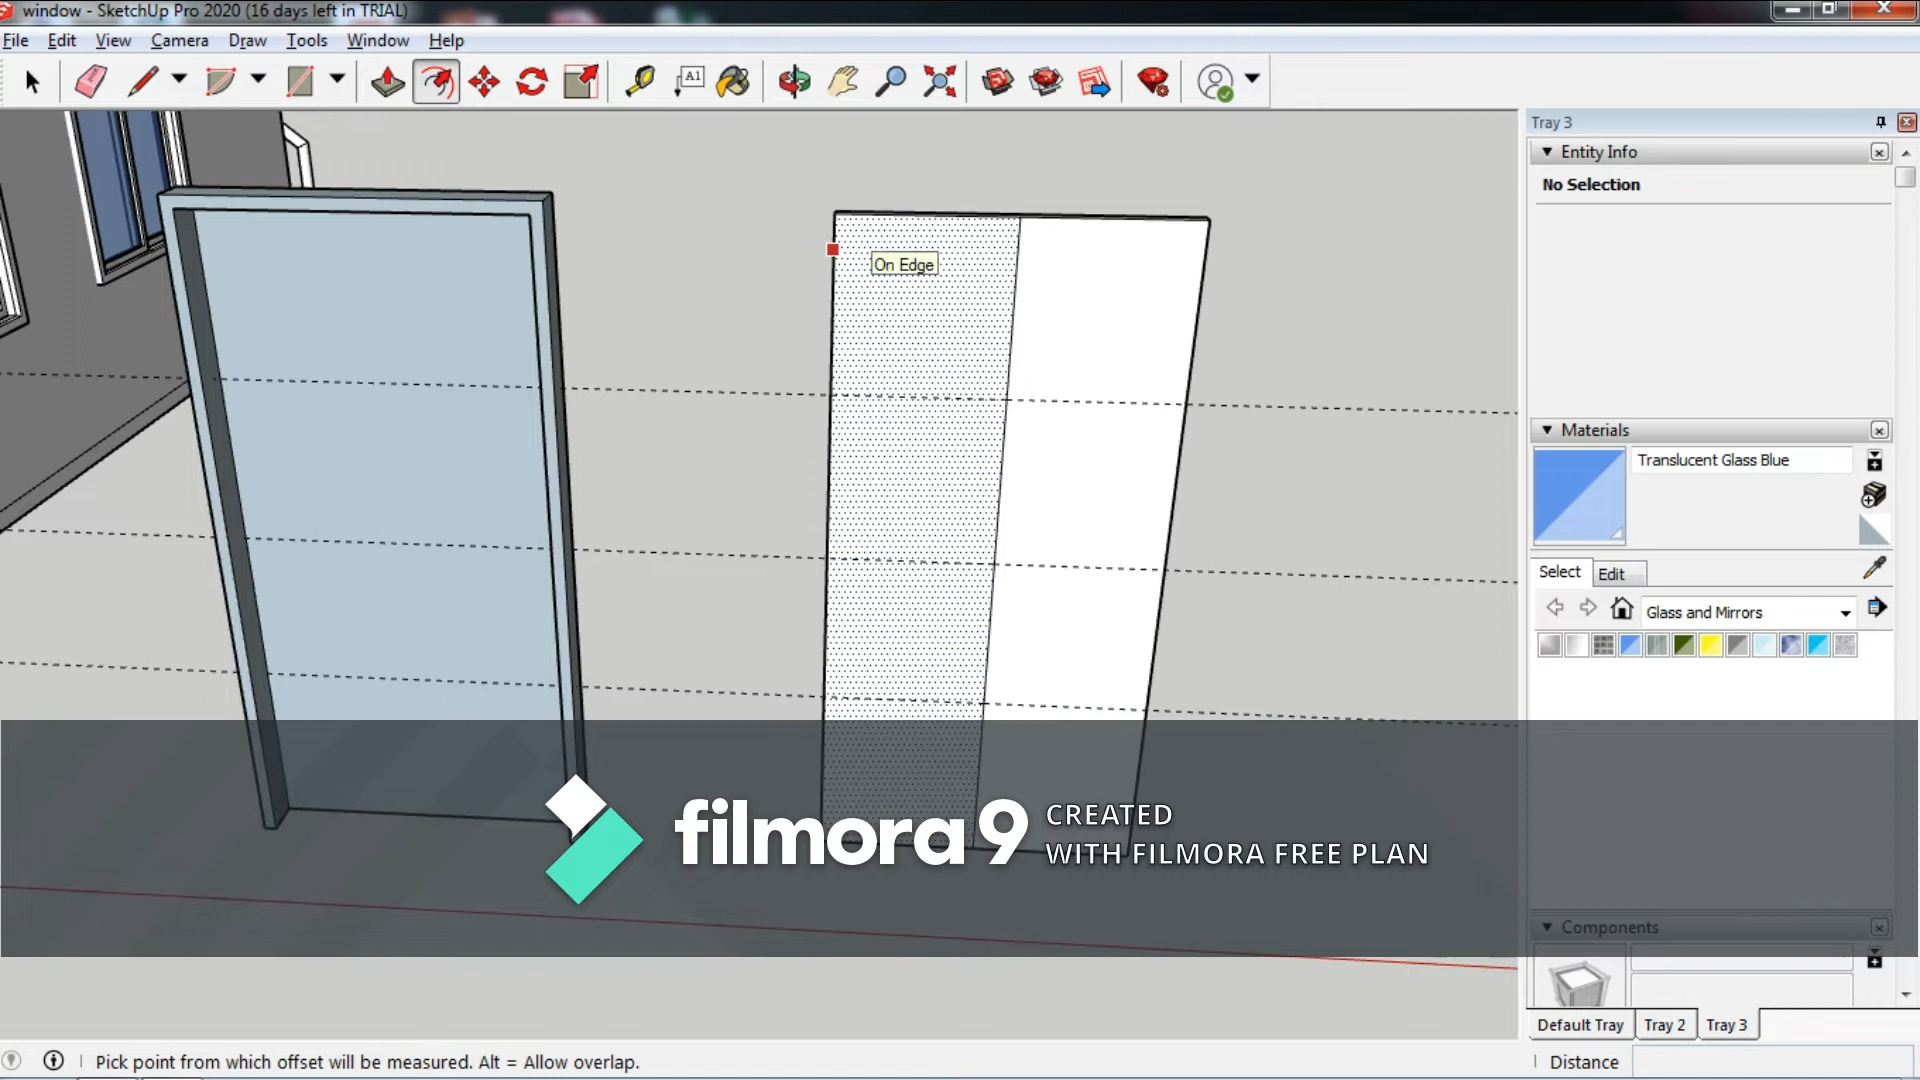 window - SketchUp Pro 2020 (16 days left in TRIAL)
File Edit View Camera Draw Tools Window Help
A1
Tray 3
Entity Info
No Selection
On Edge
Materials
Translucent Glass Blue
Select Edit
Glass and Mirrors
filmora9 CREATED
WITH FILMORA FREE PLAN
Components
Default Tray Tray 2 Tray 3
Pick point from which offset will be measured. Alt = Allow overlap.
Distance